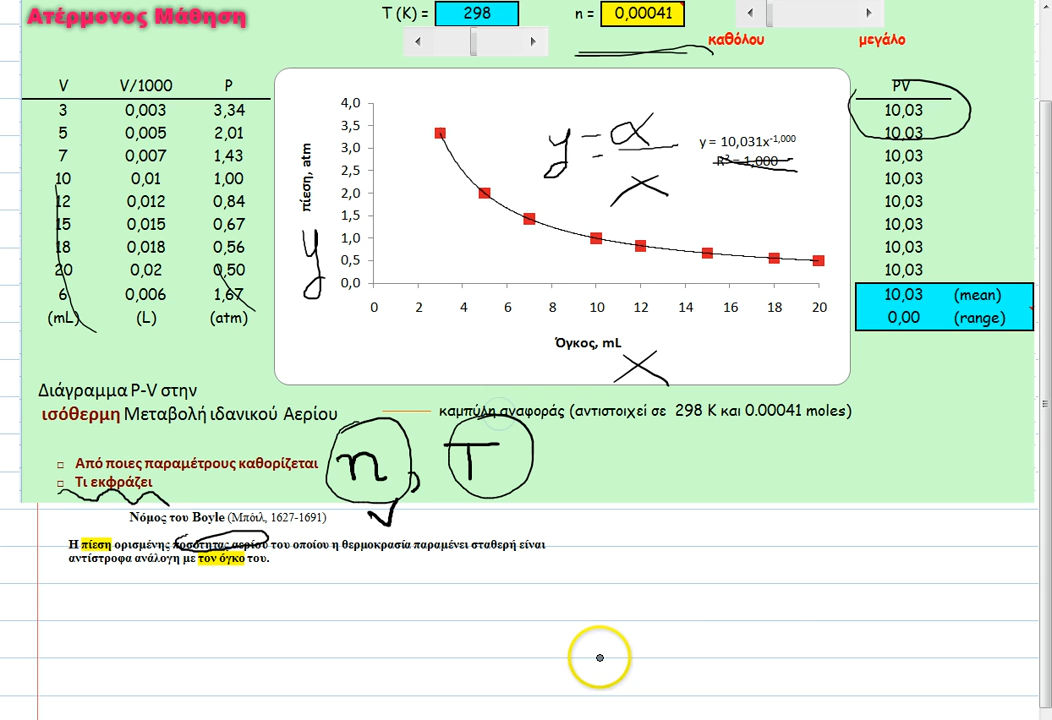 Ατέρμονος Μάθηση
T (K) = 298 n = 0,00041
καθόλου μεγάλο
V V/1000 P
3 0,003 3,34
5 0,005 2,01
7 0,007 1,43
10 0,01 1,00
12 0,012 0,84
15 0,015 0,67
18 0,018 0,56
20 0,02 0,50
6 0,006 1,67
(mL) (L) (atm)
πίεση, atm
y
4,0
3,5
3,0
2,5
2,0
1,5
1,0
0,5
0,0
0 2 4 6 8 10 12 14 16 18 20
Όγκος, mL
x
y = α
x
y = 10,031x-1,000
R² = 1,000
PV
10,03
10,03
10,03
10,03
10,03
10,03
10,03
10,03
10,03 (mean)
0,00 (range)
Διάγραμμα P-V στην
ισόθερμη Μεταβολή ιδανικού Αερίου
καμπύλη αναφοράς (αντιστοιχεί σε 298 K και 0.00041 moles)
Από ποιες παραμέτρους καθορίζεται
Τι εκφράζει
n, T
Νόμος του Boyle (Μπόιλ, 1627-1691)
Η πίεση ορισμένης ποσότητας αερίου του οποίου η θερμοκρασία παραμένει σταθερή είναι
αντίστροφα ανάλογη με τον όγκο του.